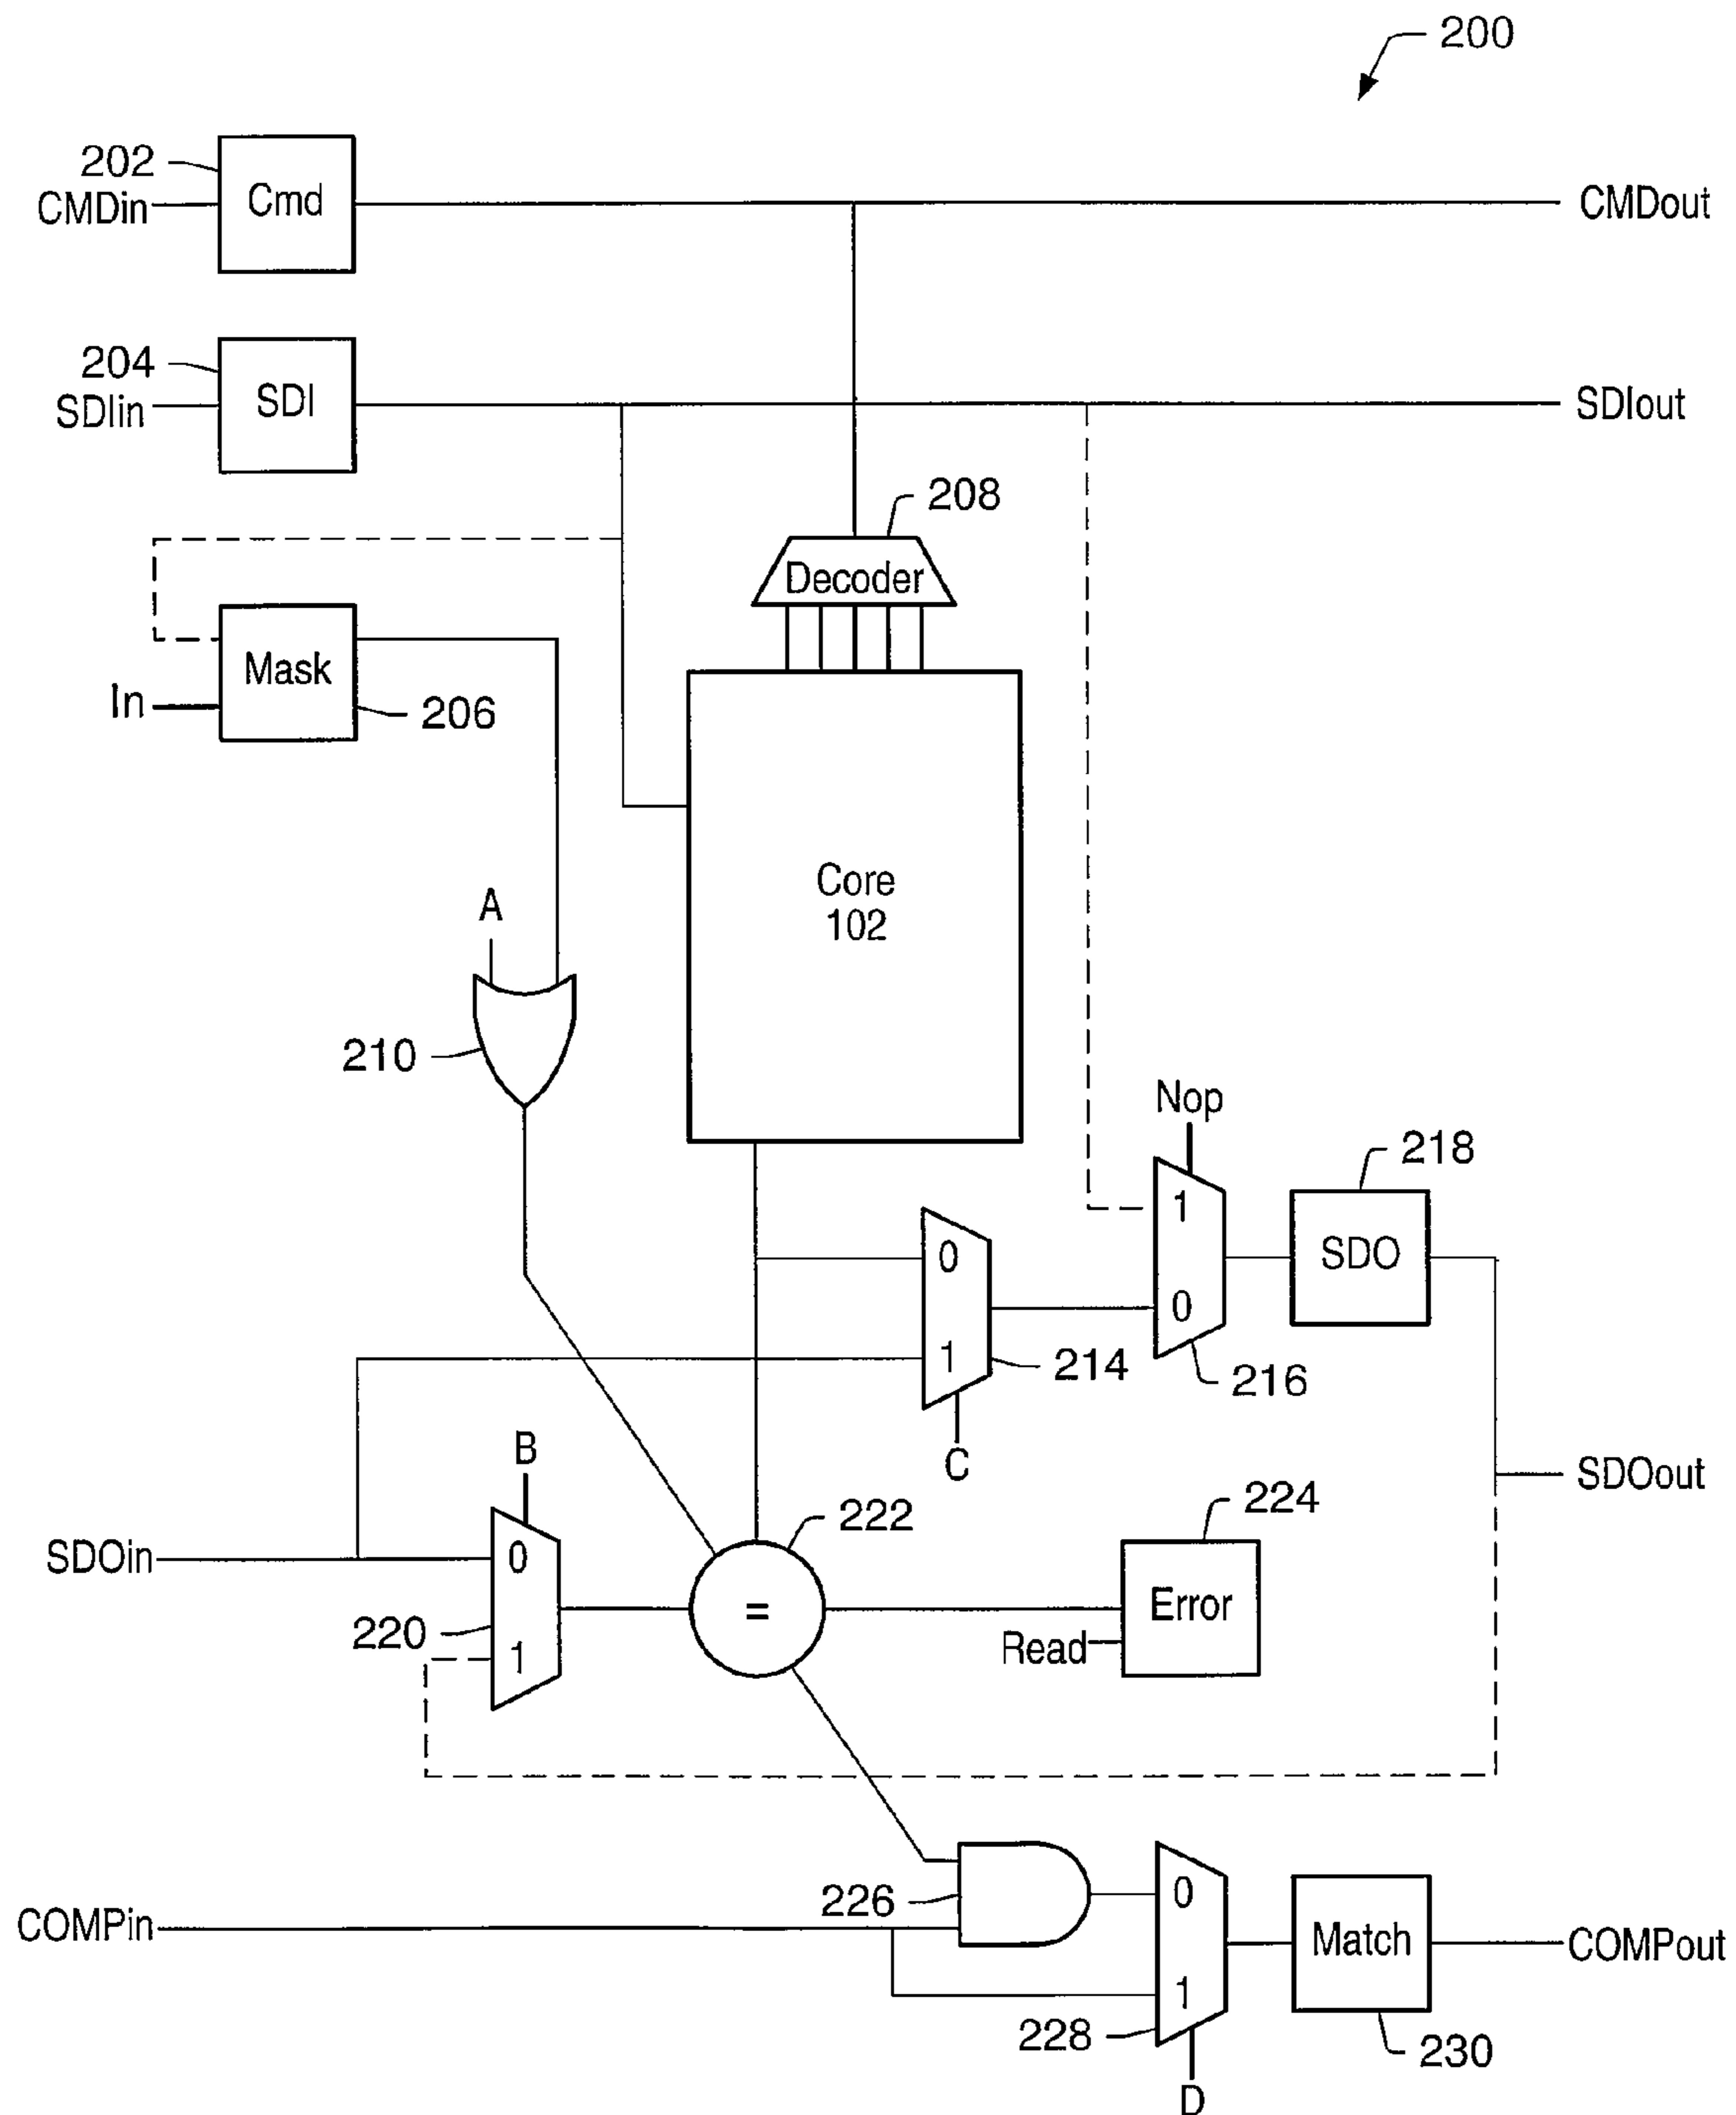 200
202
CMDin
Cmd
CMDout
204
SDIin
SDI
SDIout
208
Decoder
Mask
In
206
Core
102
A
210
Nop
218
1
SDO
0
0
1
214
216
C
B
SDOout
224
222
SDOin
0
=
Error
220
1
Read
226
0
COMPin
Match
COMPout
1
228
230
D